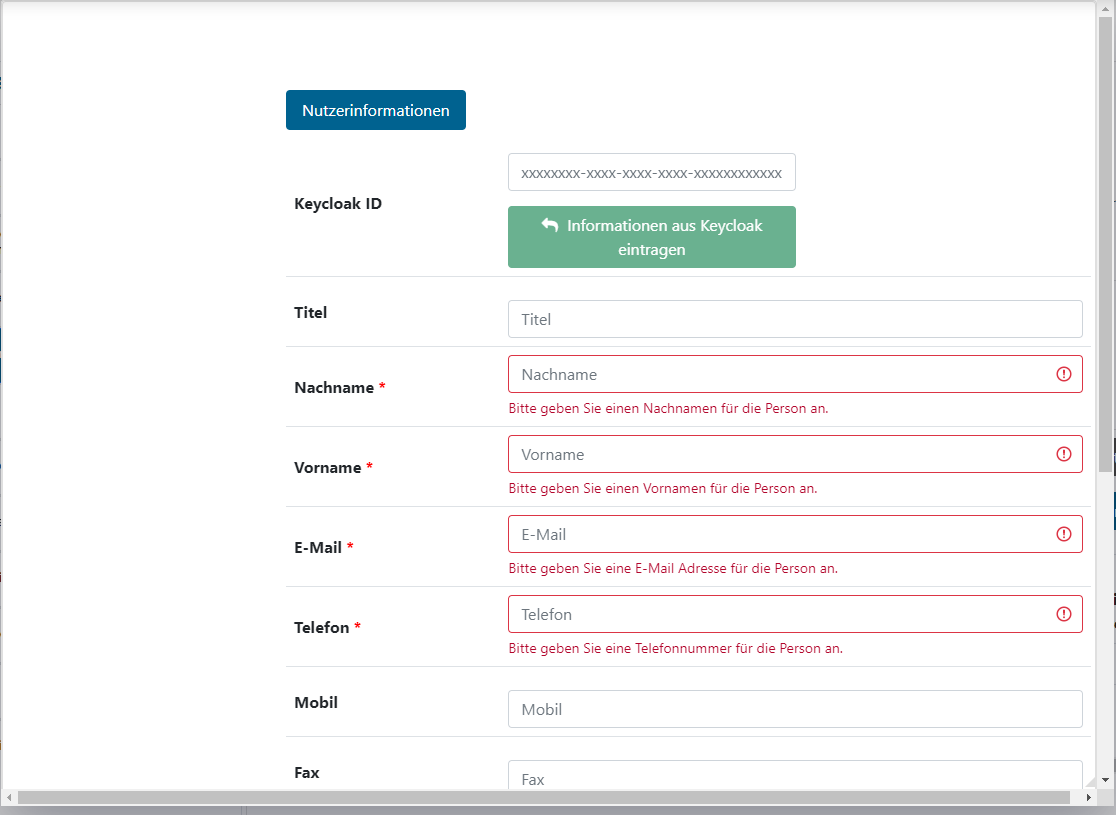 Nutzerinformationen
Keycloak ID
xxxxxxxx-xxxx-xxxx-xxxx-xxxxxxxxxxxx
Informationen aus Keycloak
eintragen
Titel
Titel
Nachname *
Nachname
Bitte geben Sie einen Nachnamen für die Person an.
Vorname *
Vorname
Bitte geben Sie einen Vornamen für die Person an.
E-Mail *
E-Mail
Bitte geben Sie eine E-Mail Adresse für die Person an.
Telefon *
Telefon
Bitte geben Sie eine Telefonnummer für die Person an.
Mobil
Mobil
Fax
Fax